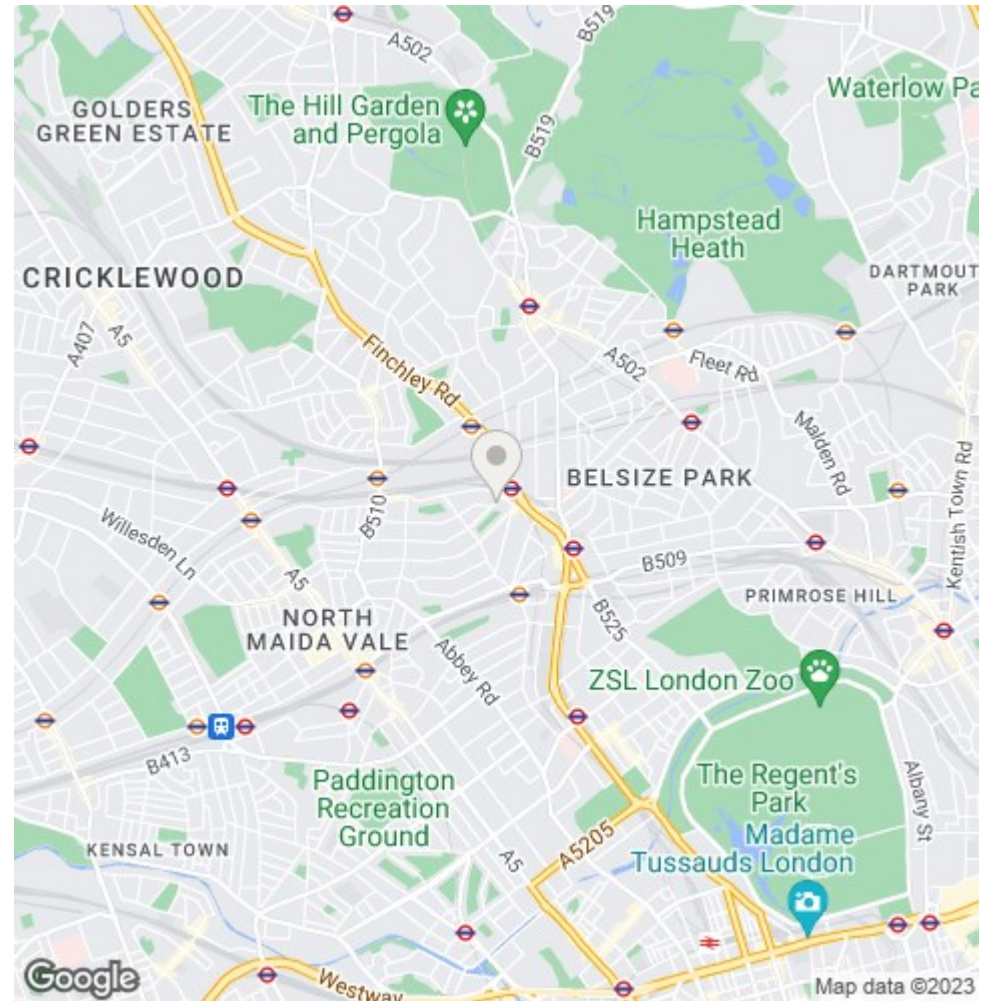 A502
B519
GOLDERS
GREEN ESTATE
The Hill Garden
and Pergola
B519
Waterlow Pa
Hampstead
Heath
CRICKLEWOOD
DARTMOUT
PARK
A407
A5
Finchley Rd
A502
Fleet Rd
Malden Rd
BELSIZE PARK
B510
Kentish Town Rd
Willesden Ln
A5
B509
PRIMROSE HILL
NORTH
MAIDA VALE
Abbey Rd
B525
ZSL London Zoo
B413
Paddington
Recreation
Ground
The Regent's
Park
Albany St
Madame
Tussauds London
KENSAL TOWN
A5
A5205
Westway
Google
Map data ©2023